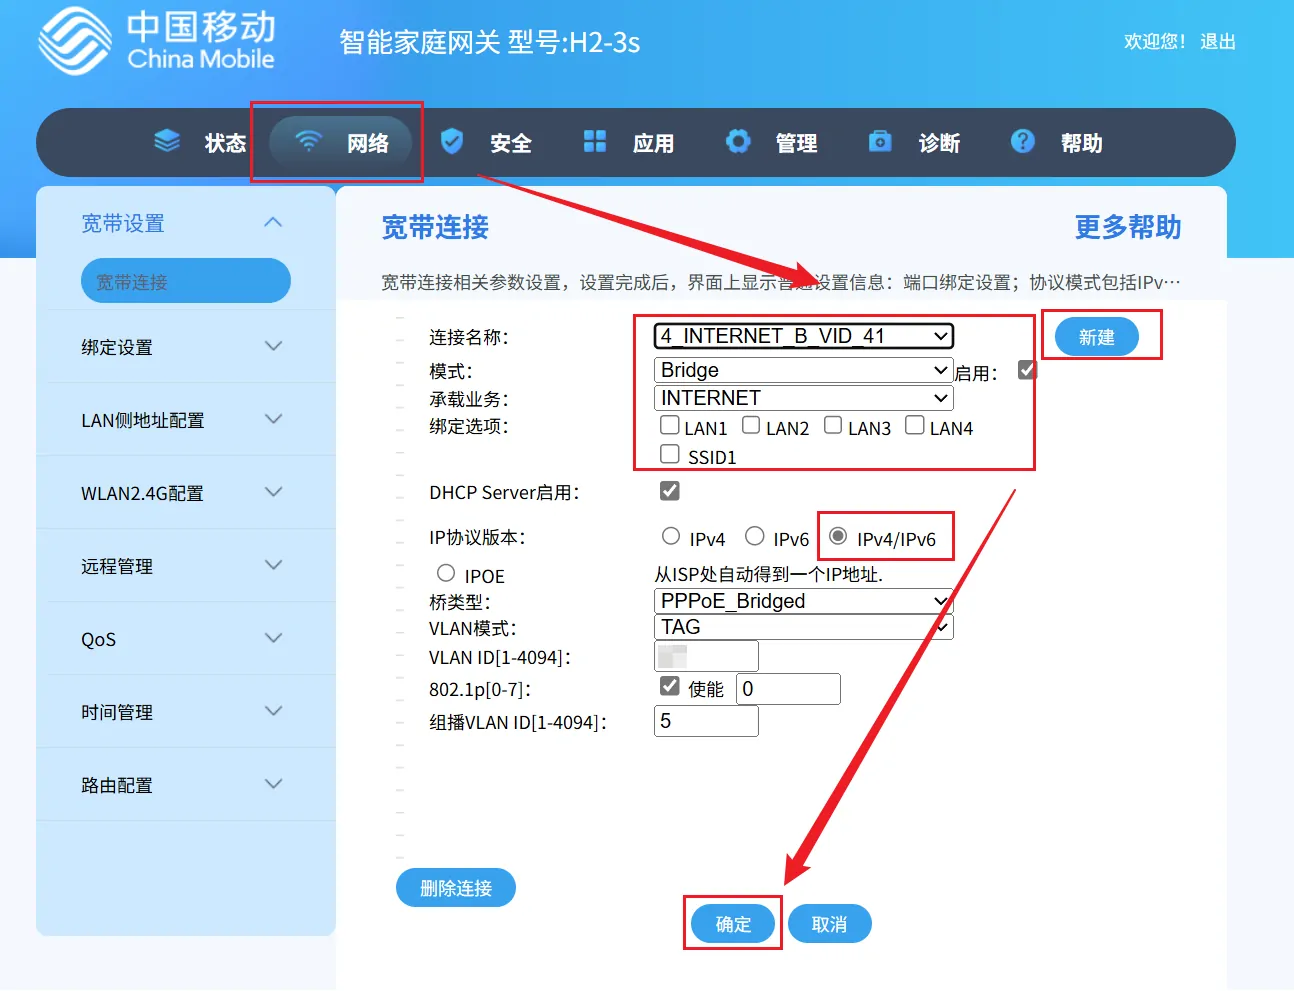 中国移动
China Mobile
智能家庭网关 型号:H2-3s
欢迎您！ 退出
状态 网络 安全 应用 管理 诊断 帮助
宽带设置
宽带连接
绑定设置
LAN侧地址配置
WLAN2.4G配置
远程管理
QoS
时间管理
路由配置
宽带连接 更多帮助
宽带连接相关参数设置，设置完成后，界面上显示普通设置信息：端口绑定设置；协议模式包括IPv…
连接名称： 4_INTERNET_B_VID_41 新建
模式： Bridge 启用：
承载业务： INTERNET
绑定选项： LAN1 LAN2 LAN3 LAN4
SSID1
DHCP Server启用：
IP协议版本： IPv4 IPv6 IPv4/IPv6
IPOE 从ISP处自动得到一个IP地址.
桥类型： PPPoE_Bridged
VLAN模式： TAG
VLAN ID[1-4094]：
802.1p[0-7]： 使能 0
组播VLAN ID[1-4094]： 5
删除连接
确定 取消